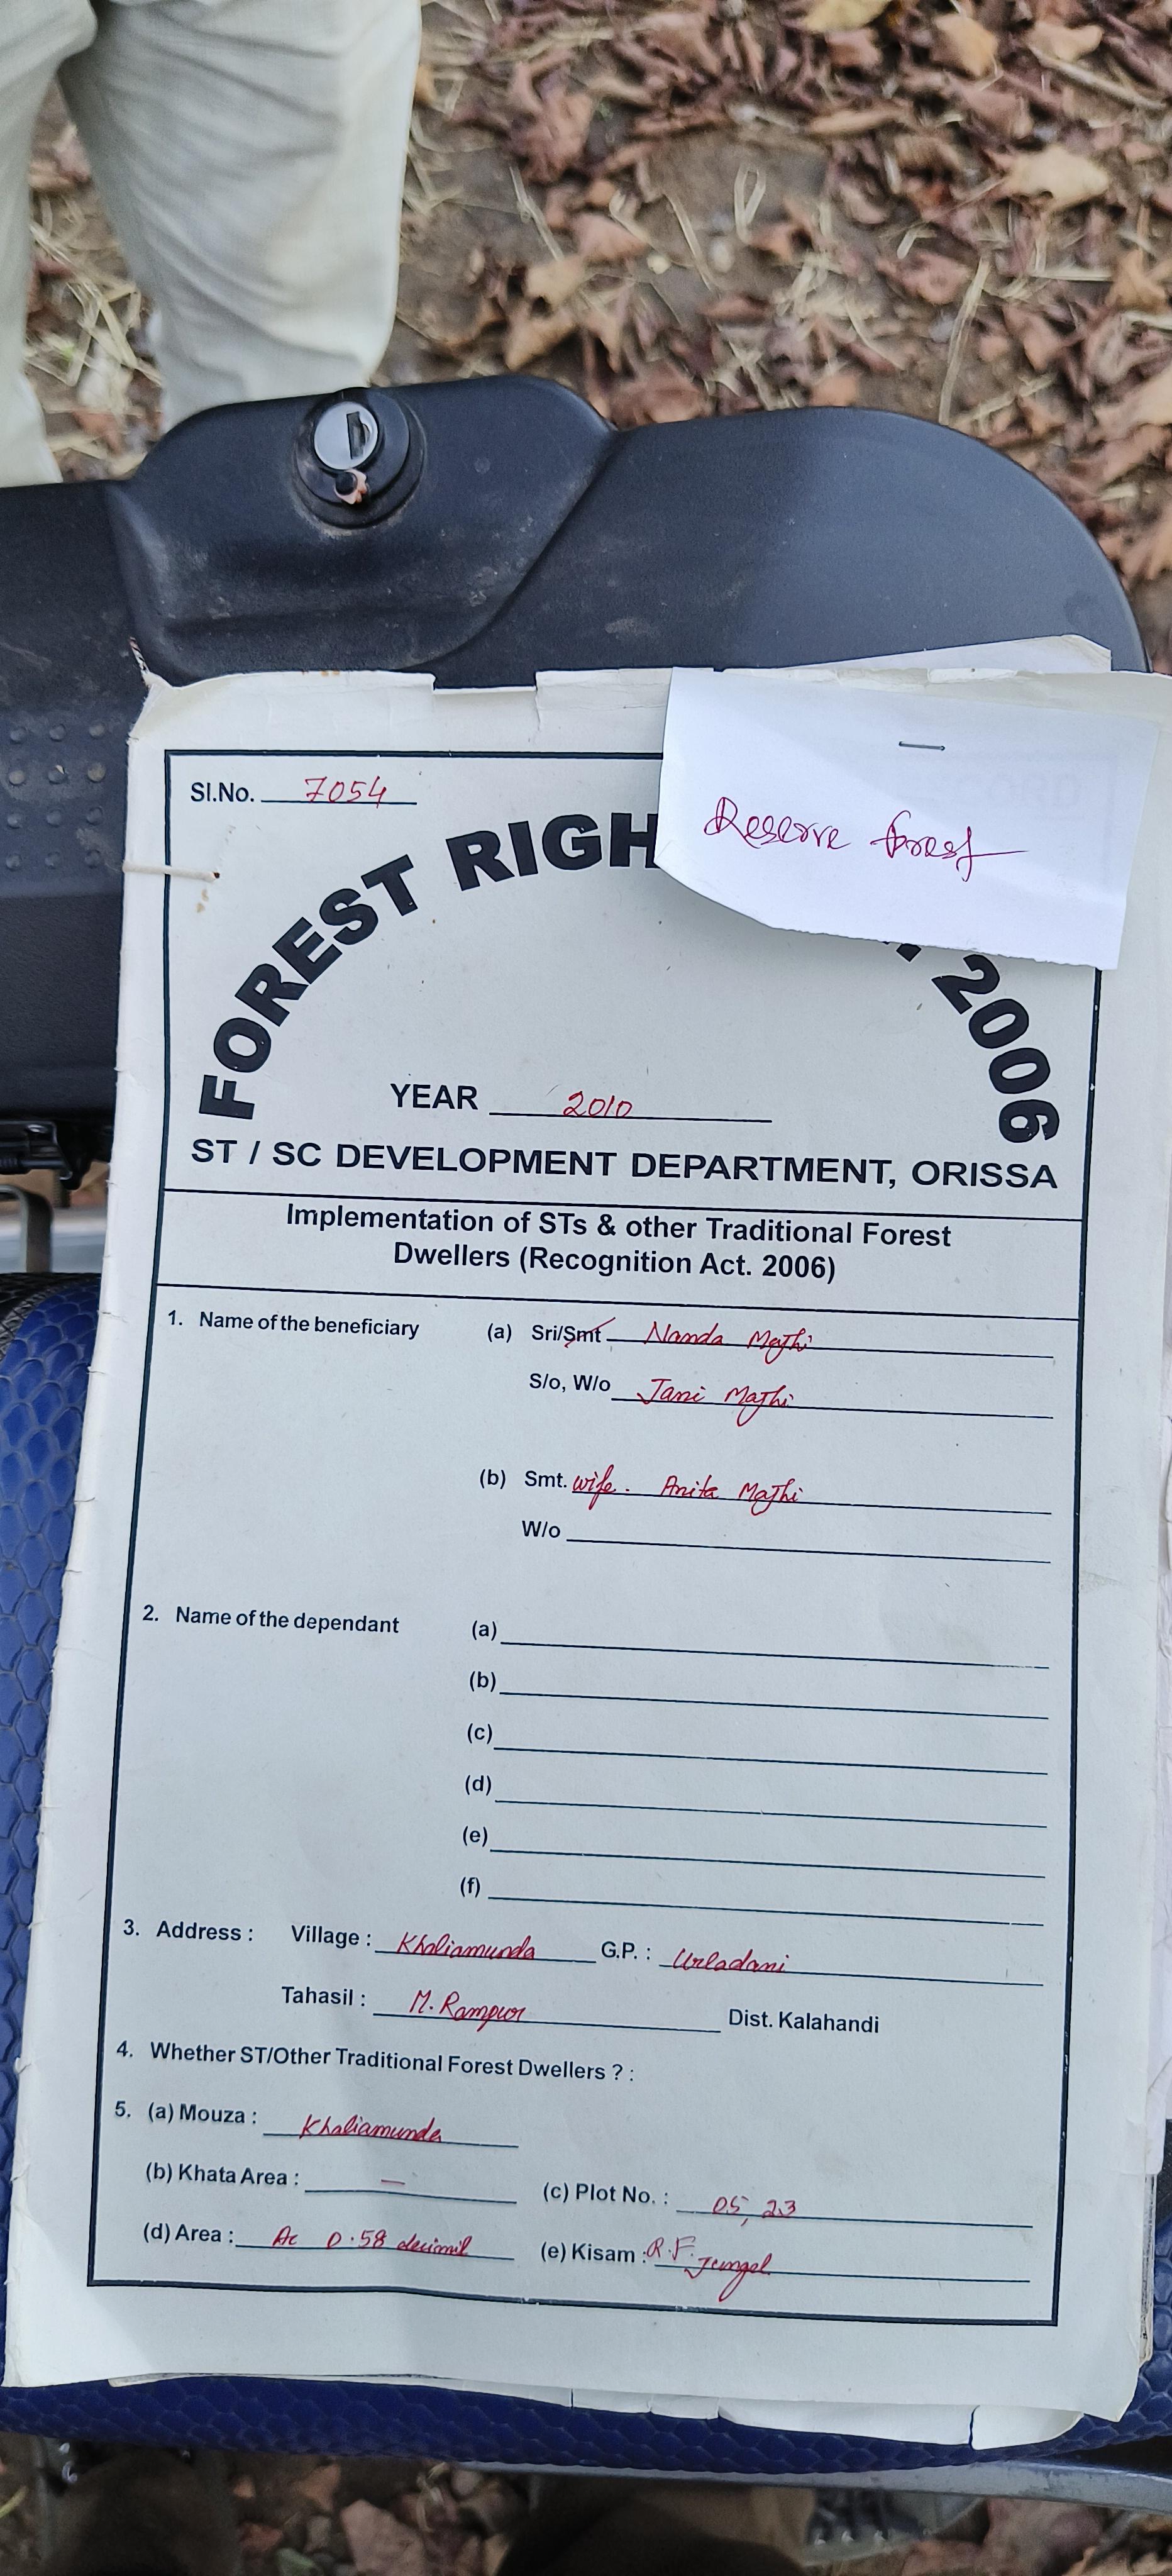 Sl.No. 7054
Reserve forest
FOREST RIGH 2006
YEAR 2010
ST / SC DEVELOPMENT DEPARTMENT, ORISSA
Implementation of STs & other Traditional Forest
Dwellers (Recognition Act. 2006)
1. Name of the beneficiary (a) Sri/Smt Nanda Majhi
S/o, W/o Jani Majhi
(b) Smt. wife. Anita Majhi
W/o
2. Name of the dependant (a)
(b)
(c)
(d)
(e)
(f)
3. Address : Village : Khaliamunda G.P. : Urladani
Tahasil : M. Rampur Dist. Kalahandi
4. Whether ST/Other Traditional Forest Dwellers ? :
5. (a) Mouza : Khaliamunda
(b) Khata Area : — (c) Plot No. : 05, 23
(d) Area : Ac 0.58 decimil (e) Kisam : R.F. Jungel